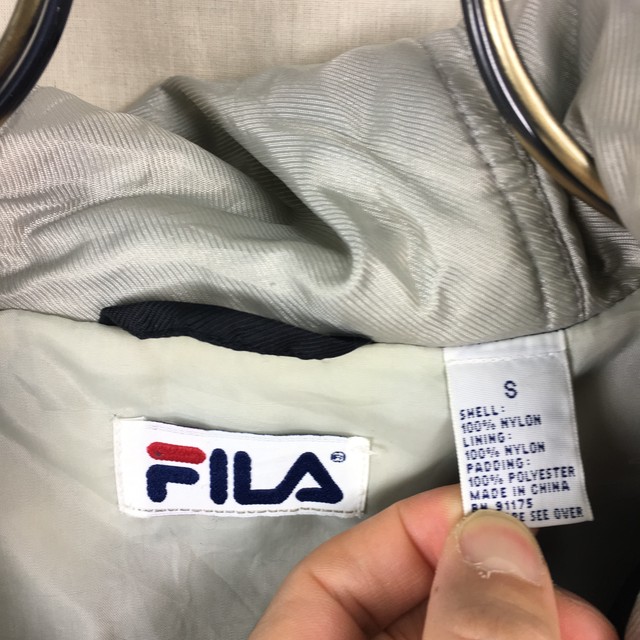 FILA
S
SHELL:
100% NYLON
LINING:
100% NYLON
PADDING:
100% POLYESTER
MADE IN CHINA
RN 91175
SEE OVER